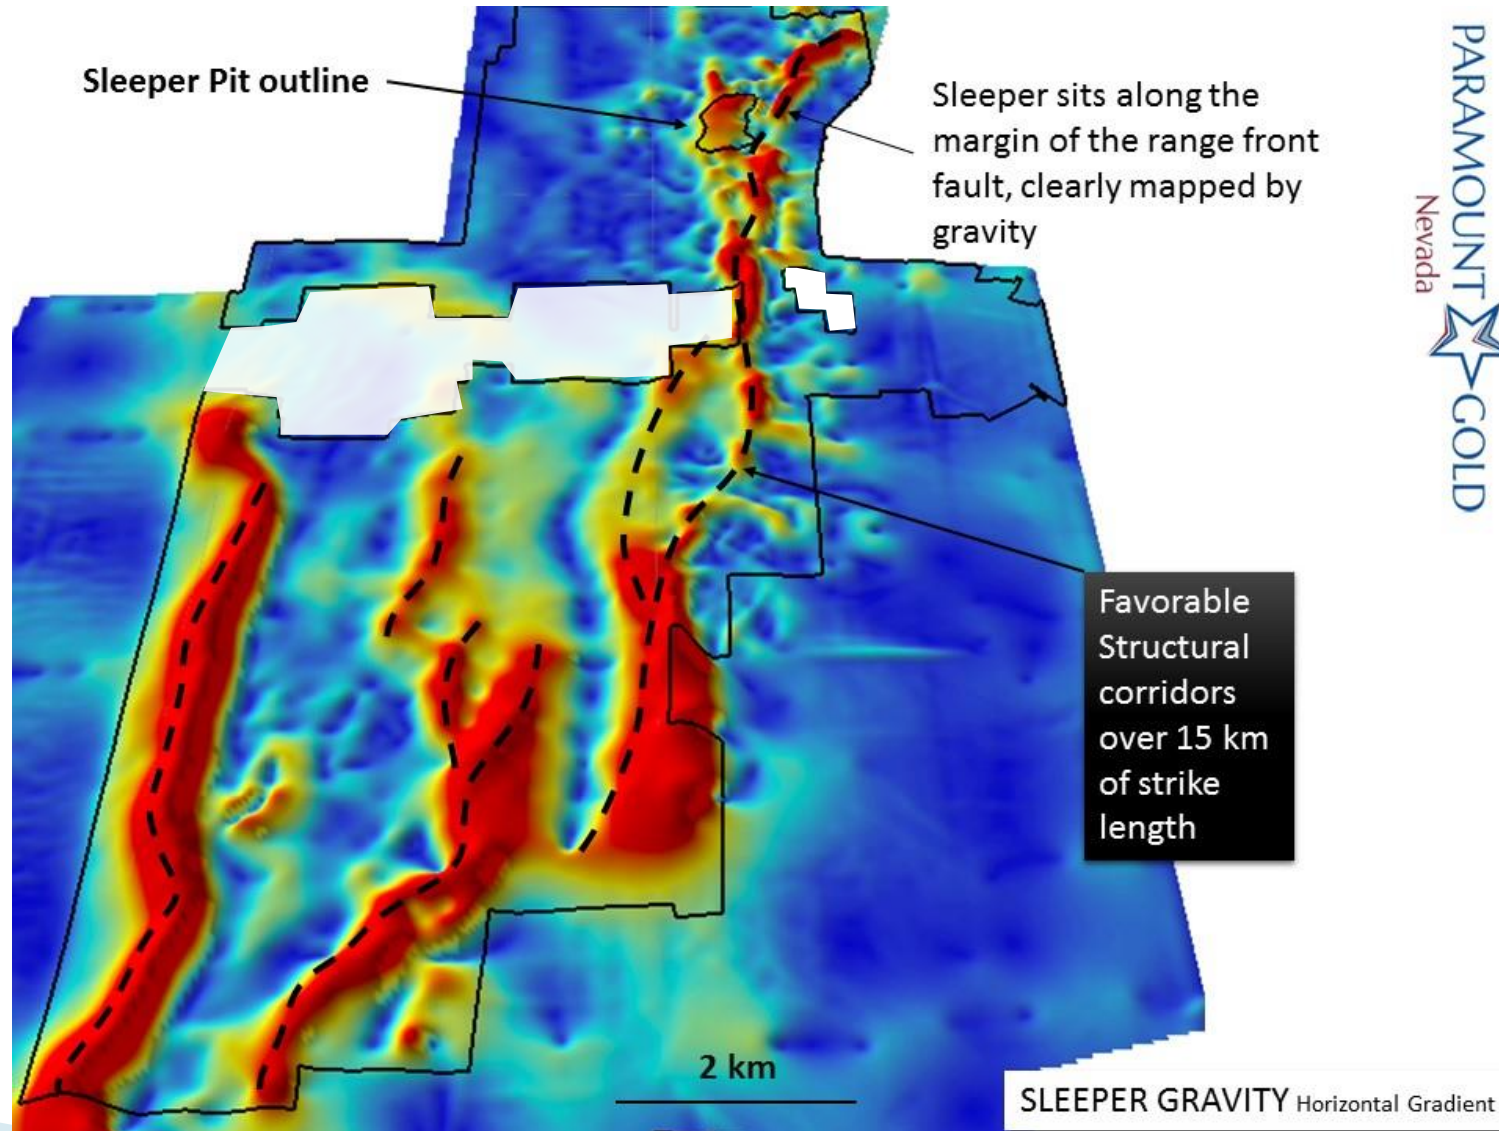 Sleeper Pit outline
Sleeper sits along the
margin of the range front
fault, clearly mapped by
gravity
PARAMOUNT GOLD
Nevada
Favorable
Structural
corridors
over 15 km
of strike
length
2 km
SLEEPER GRAVITY Horizontal Gradient